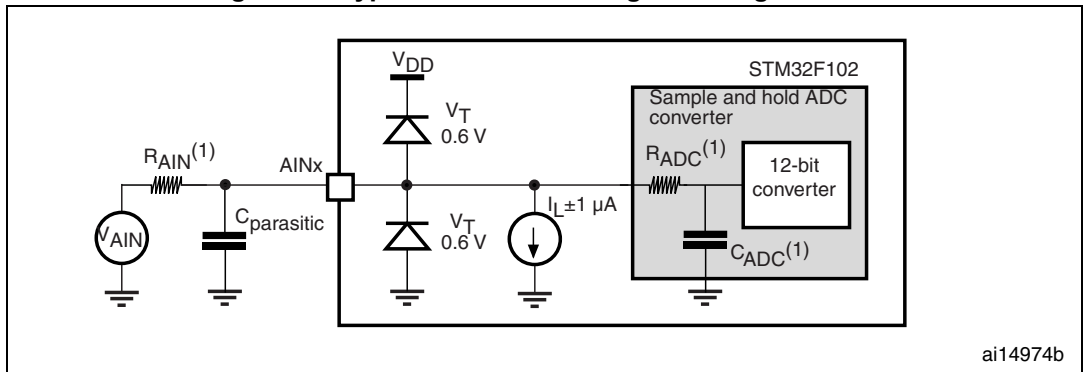 V_DD
STM32F102
Sample and hold ADC
converter
V_T
0.6 V
R_AIN(1)
AINx
R_ADC(1)
12-bit
converter
V_AIN
C_parasitic
V_T
0.6 V
I_L±1 µA
C_ADC(1)
ai14974b